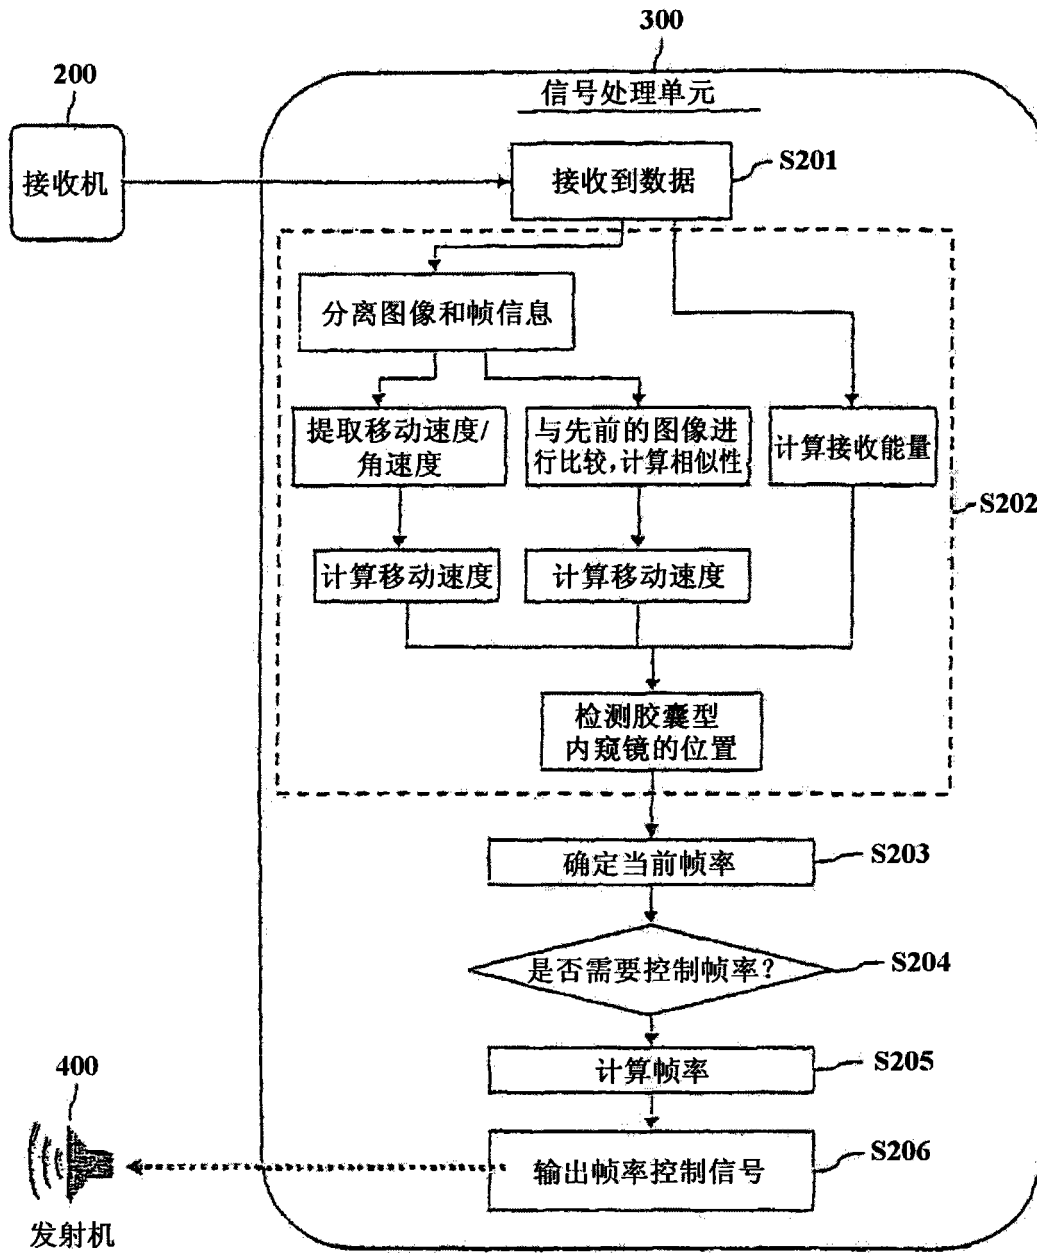 300
200
信号处理单元
接收机
接收到数据
S201
分离图像和帧信息
提取移动速度/
角速度
与先前的图像进
行比较,计算相似性
计算接收能量
S202
计算移动速度
计算移动速度
检测胶囊型
内窥镜的位置
确定当前帧率
S203
是否需要控制帧率?
S204
计算帧率
S205
400
输出帧率控制信号
S206
发射机